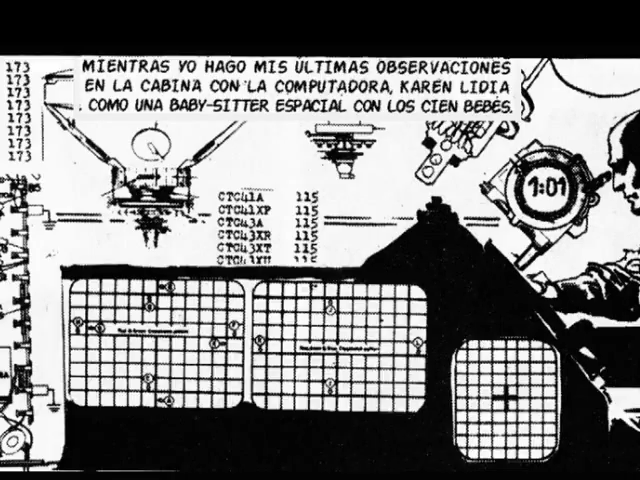 MIENTRAS YO HAGO MIS ÚLTIMAS OBSERVACIONES
EN LA CABINA CON LA COMPUTADORA, KAREN LIDIA
COMO UNA BABY-SITTER ESPACIAL CON LOS CIEN BEBÉS.
173
173
173
173
173
173
173
173
1:01
CTC41A 115
CTC41XP 115
CTC43A 115
CTC43XR 115
CTC43XT 115
115